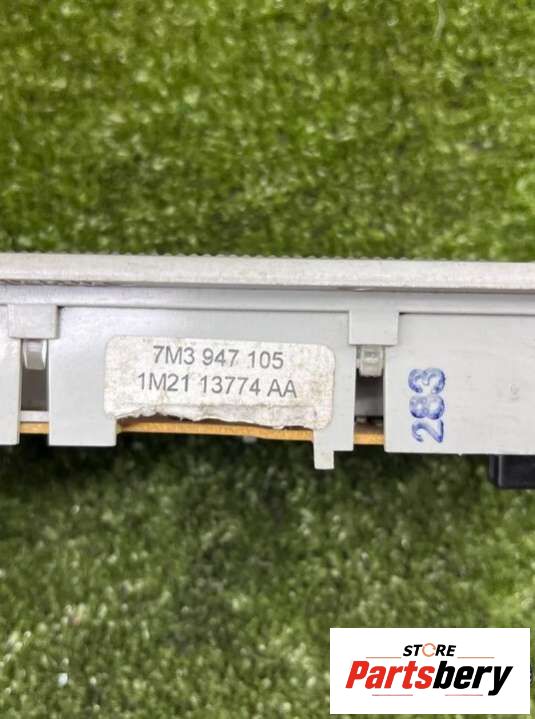 7M3 947 105
1M21 13774 AA
283
STORE
Partsbery